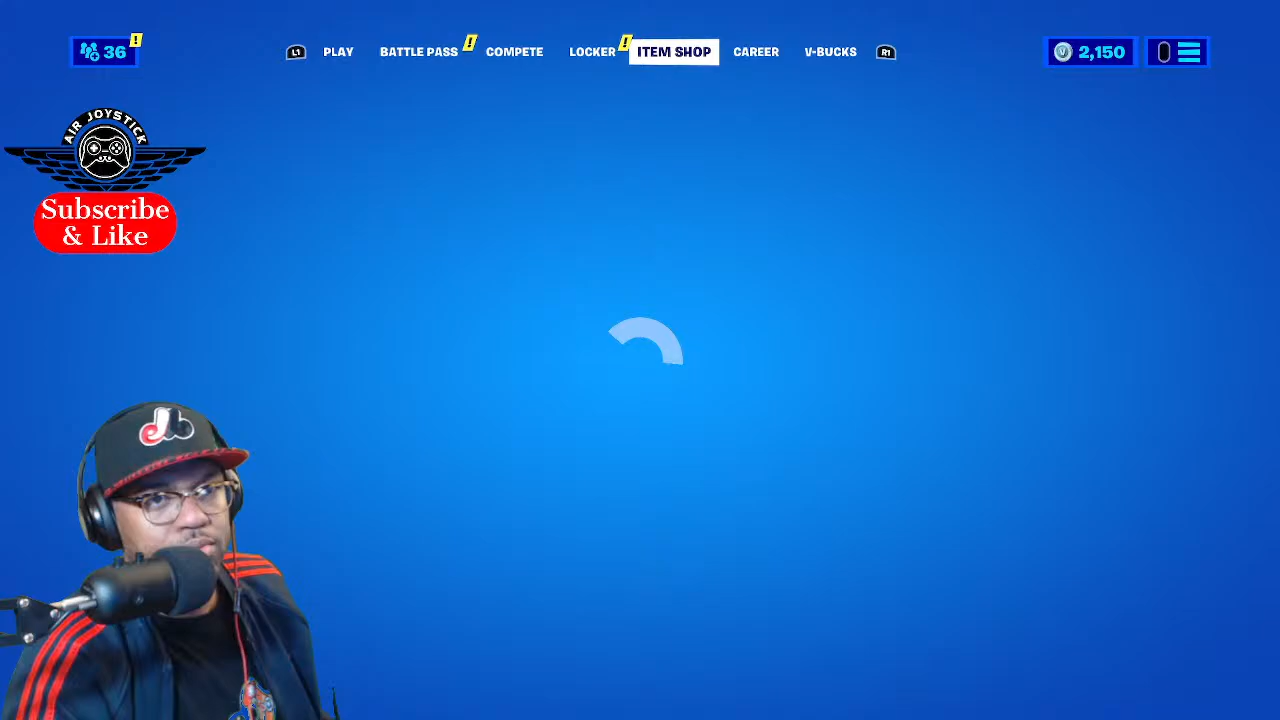 36 !
L1 PLAY BATTLE PASS ! COMPETE LOCKER ! ITEM SHOP CAREER V-BUCKS R1
V 2,150
AIR JOYSTICK
Subscribe
& Like